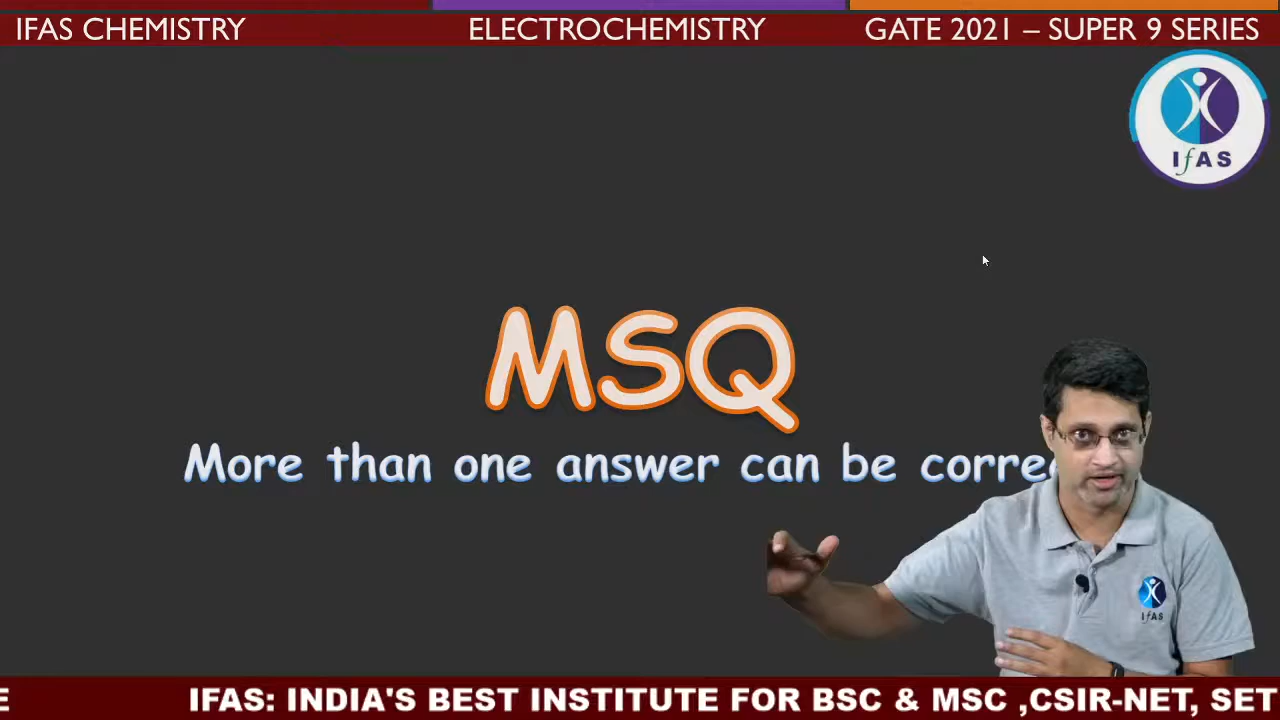 IFAS CHEMISTRY
ELECTROCHEMISTRY
GATE 2021 – SUPER 9 SERIES
IfAS
MSQ
More than one answer can be
IfAS
E IFAS: INDIA'S BEST INSTITUTE FOR BSC & MSC ,CSIR-NET, SET